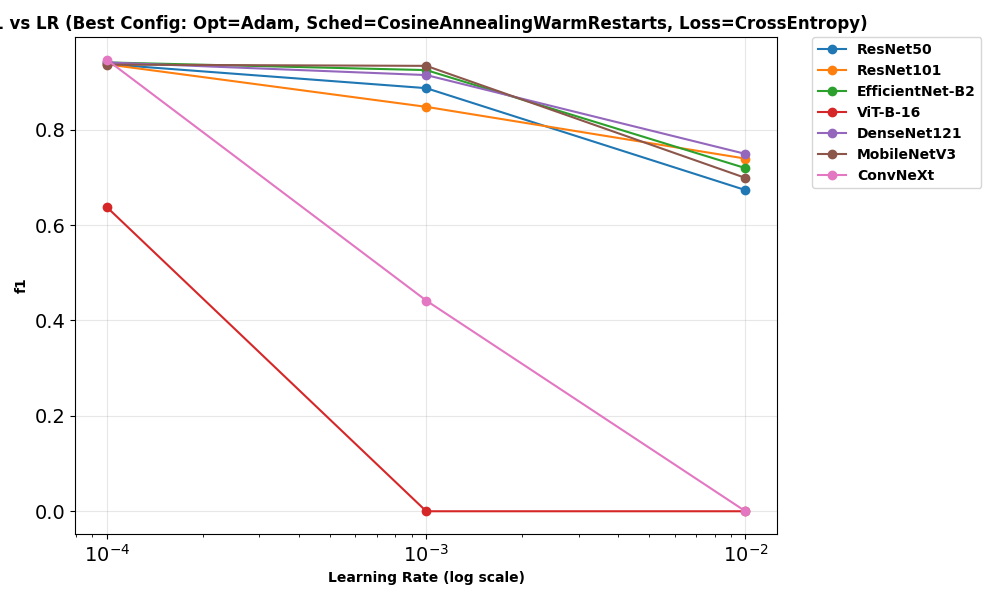 vs LR (Best Config: Opt=Adam, Sched=CosineAnnealingWarmRestarts, Loss=CrossEntropy)
ResNet50
ResNet101
EfficientNet-B2
ViT-B-16
DenseNet121
MobileNetV3
ConvNeXt
f1
0.8
0.6
0.4
0.2
0.0
10⁻⁴
10⁻³
10⁻²
Learning Rate (log scale)